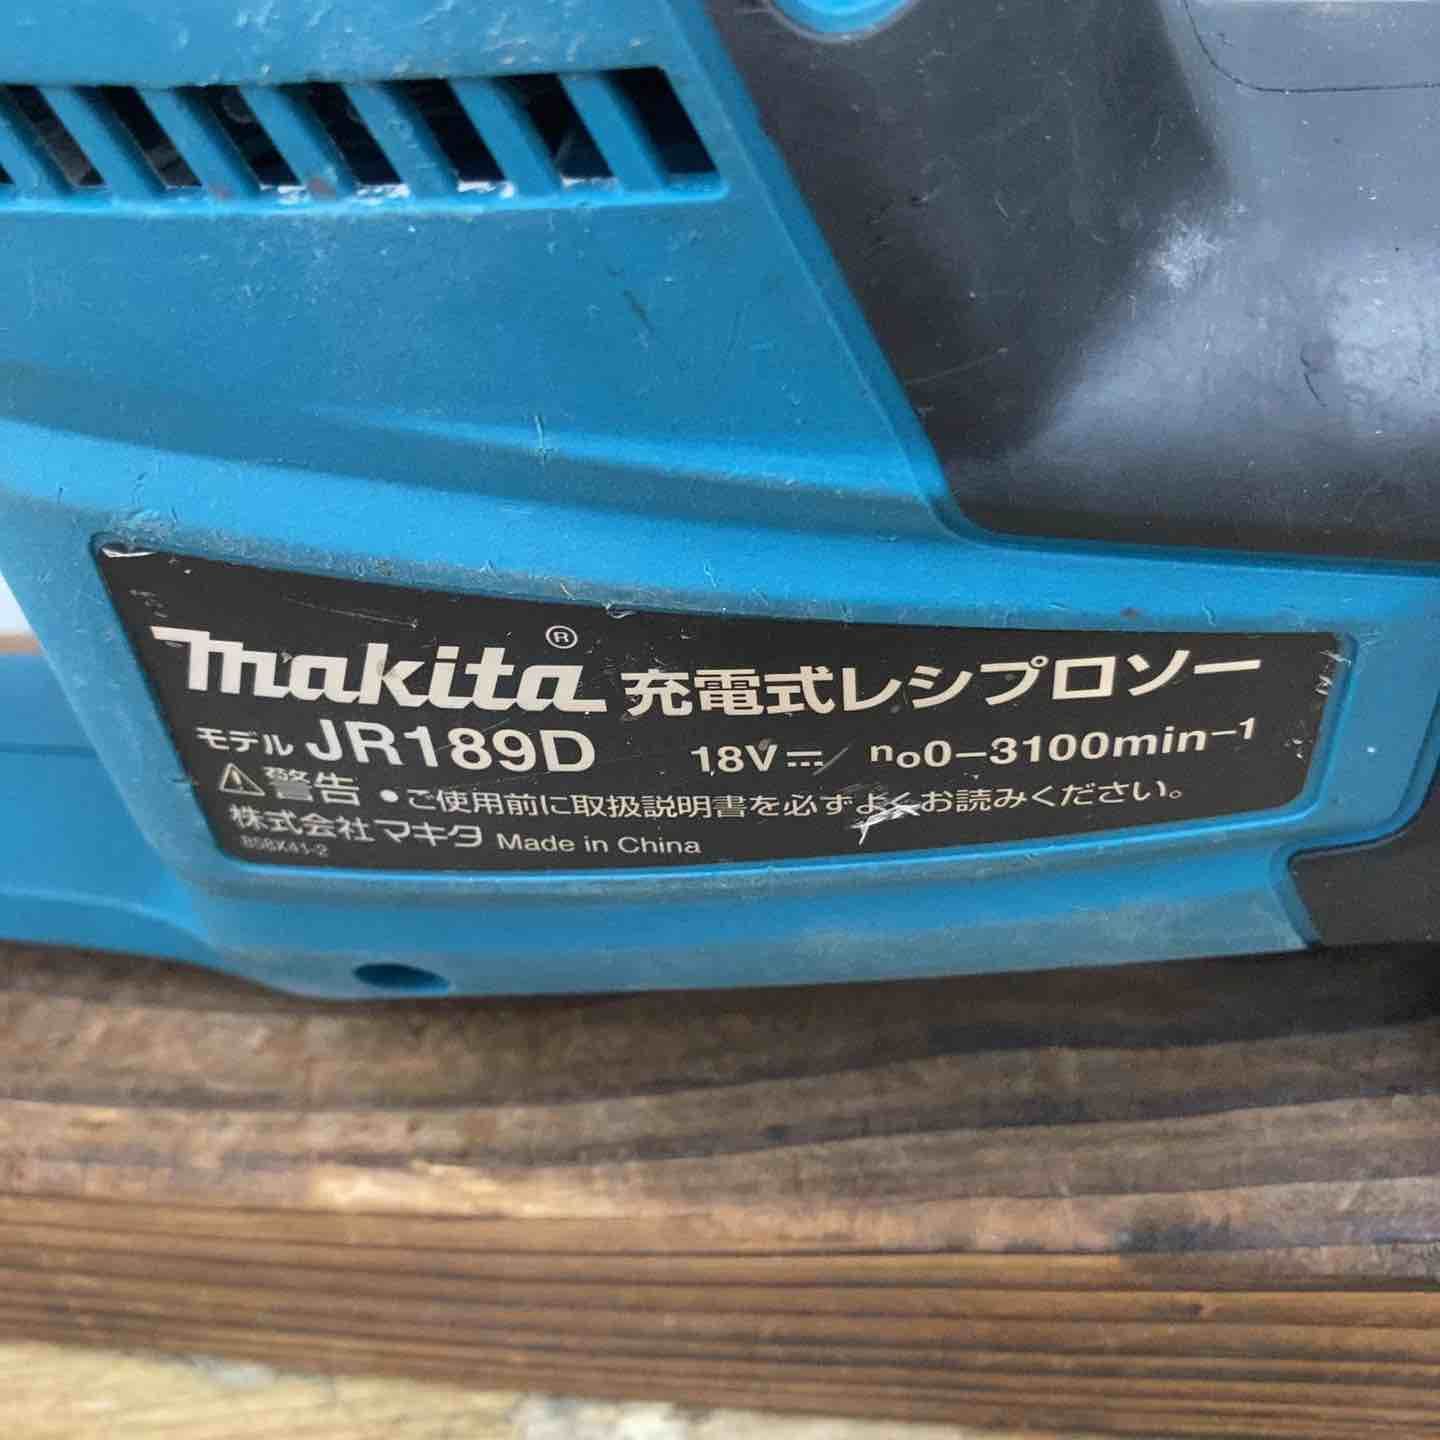 makita® 充電式レシプロソー
モデル JR189D 18V⎓ n₀0−3100min−1
⚠警告 ●ご使用前に取扱説明書を必ずよくお読みください。
株式会社マキタ Made in China